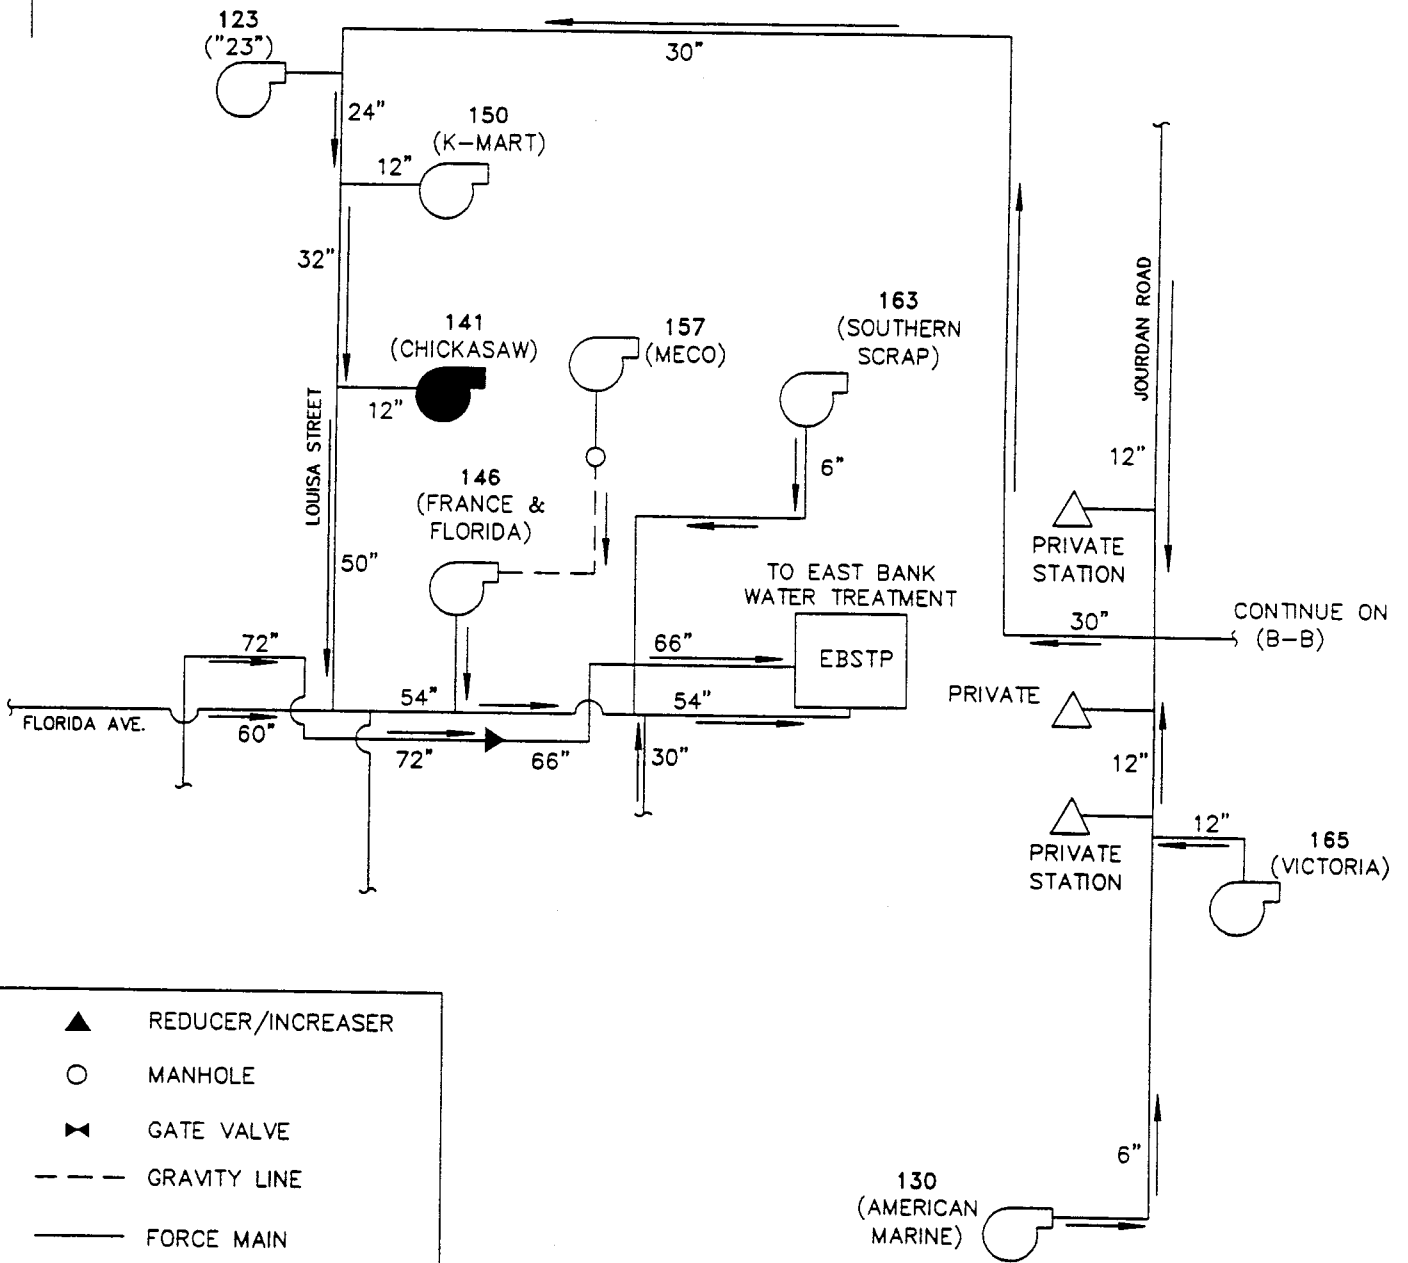 123
("23")
30"
24"
150
(K-MART)
12"
32"
163
(SOUTHERN
SCRAP)
141
(CHICKASAW)
157
(MECO)
JOURDAN ROAD
12"
LOUISA STREET
12"
6"
146
(FRANCE &
FLORIDA)
PRIVATE
STATION
50"
TO EAST BANK
WATER TREATMENT
30"
CONTINUE ON
(B-B)
72"
66"
EBSTP
54"
54"
PRIVATE
FLORIDA AVE.
60"
72"
66"
30"
12"
12"
165
(VICTORIA)
PRIVATE
STATION
REDUCER/INCREASER
MANHOLE
GATE VALVE
GRAVITY LINE
FORCE MAIN
6"
130
(AMERICAN
MARINE)